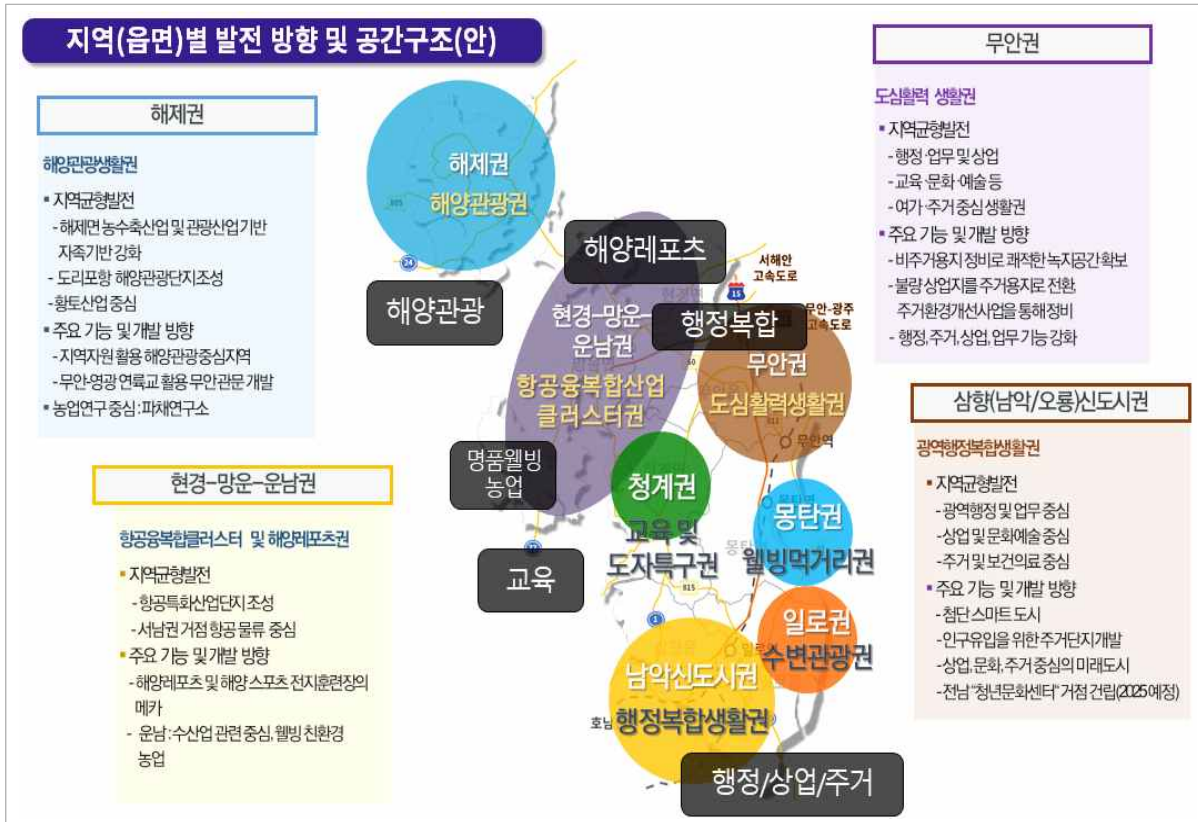 지역(읍면)별 발전 방향 및 공간구조(안)
해제권
해양관광생활권
▪ 지역균형발전
- 해제면 농수축산업 및 관광산업 기반
자족기반 강화
- 도리포항 해양관광단지 조성
- 황토산업 중심
▪ 주요 기능 및 개발 방향
- 지역자원 활용 해양관광 중심지역
- 무안-영광 연륙교 활용 무안 관문 개발
▪ 농업연구 중심 : 파채연구소
현경-망운-운남권
항공융복합클러스터 및 해양레포츠권
▪ 지역균형발전
- 항공특화산업단지 조성
- 서남권 거점 항공 물류 중심
▪ 주요 기능 및 개발 방향
- 해양레포츠 및 해양 스포츠 전지훈련장의
메카
- 운남 : 수산업 관련 중심, 웰빙 친환경
농업
해제권
해양관광권
805
24
해양관광
해양레포츠
현경-망운-
운남권
항공융복합산업
클러스터권
서해안
고속도로
15
무안-광주
고속도로
행정복합
60
무안권
도심활력생활권
811
무안역
명품웰빙
농업
77
교육
청계권
교육 및
도자특구권
몽탄역
몽탄권
웰빙먹거리권
815
1
일로권
수변관광권
남악신도시권
행정복합생활권
호남
행정/상업/주거
무안권
도심활력 생활권
▪ 지역균형발전
- 행정·업무 및 상업
- 교육·문화·예술 등
- 여가·주거 중심 생활권
▪ 주요 기능 및 개발 방향
- 비주거용지 정비로 쾌적한 녹지공간 확보
- 불량 상업지를 주거용지로 전환
주거환경개선사업을 통해 정비
- 행정, 주거, 상업, 업무 기능 강화
삼향(남악/오룡)신도시권
광역행정복합생활권
▪ 지역균형발전
- 광역행정 및 업무 중심
- 상업 및 문화예술 중심
- 주거 및 보건의료 중심
▪ 주요 기능 및 개발 방향
- 첨단 스마트 도시
- 인구유입을 위한 주거단지 개발
- 상업, 문화, 주거 중심의 미래도시
- 전남 "청년문화센터" 거점 건립(2025 예정)